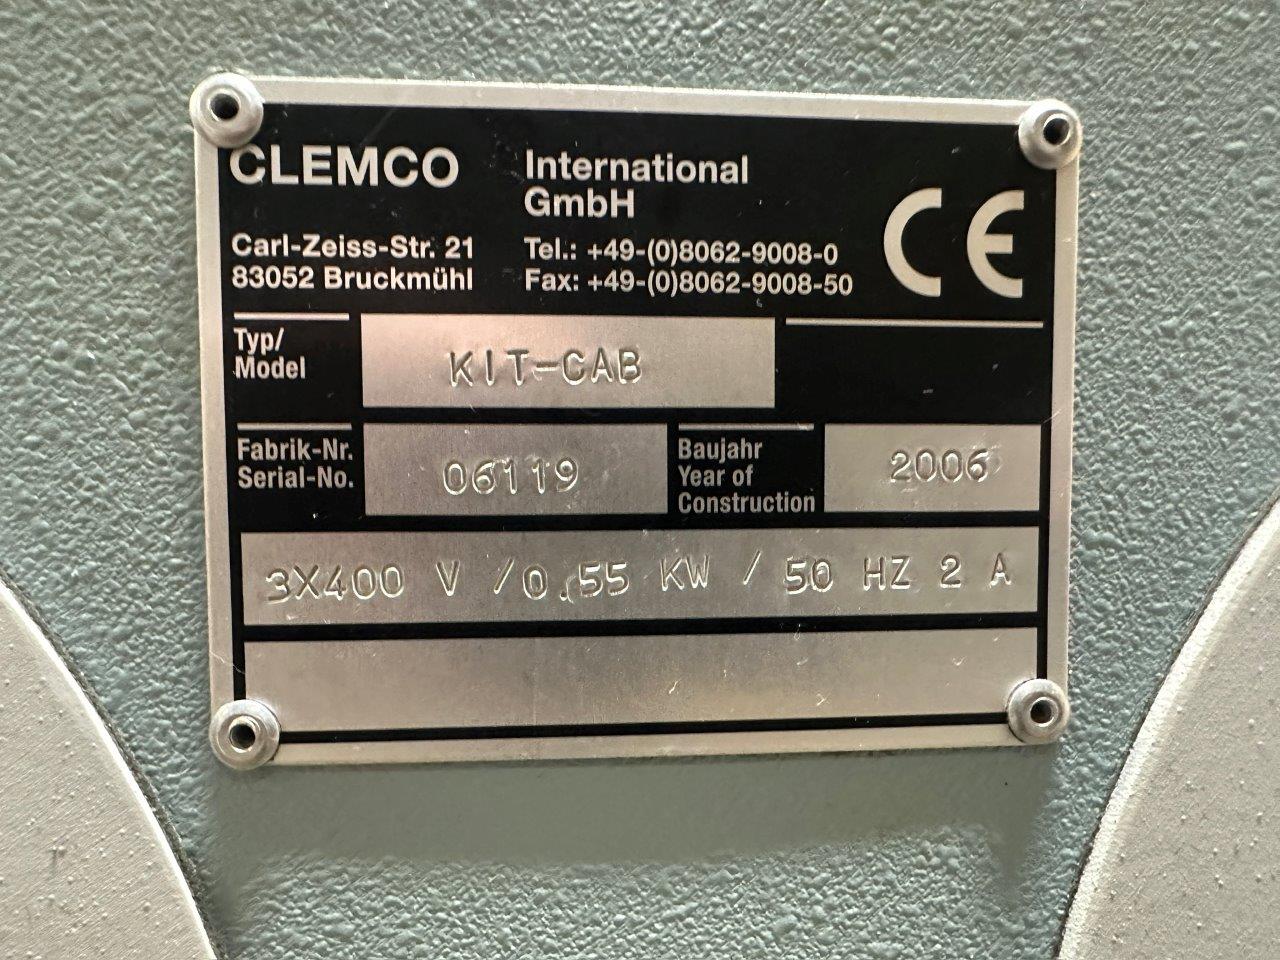 CLEMCO International
GmbH
Carl-Zeiss-Str. 21 Tel.: +49-(0)8062-9008-0
83052 Bruckmühl Fax: +49-(0)8062-9008-50
CE
Typ/
Model KIT-CAB
Fabrik-Nr.
Serial-No. 06119
Baujahr
Year of
Construction 2006
3X400 V /0.55 KW / 50 HZ 2 A